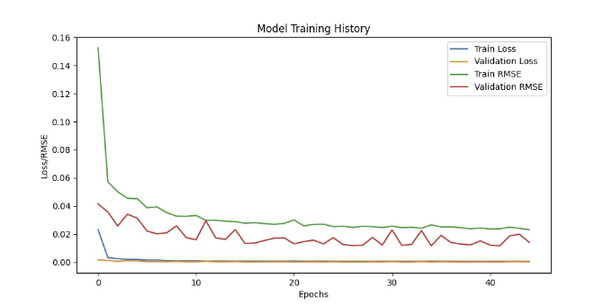 Model Training History
Train Loss
Validation Loss
Train RMSE
Validation RMSE
Loss/RMSE
0.16
0.14
0.12
0.10
0.08
0.06
0.04
0.02
0.00
0 10 20 30 40
Epochs